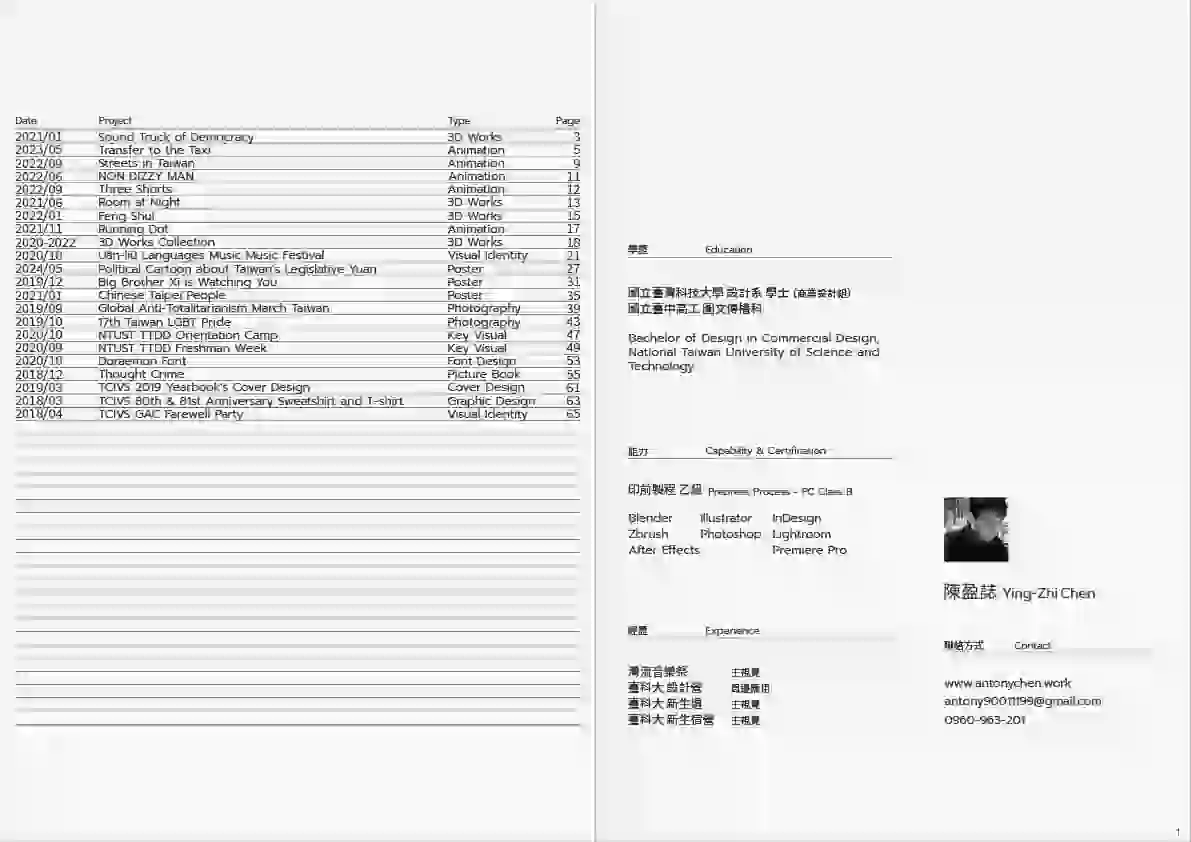 Date Project Type Page
2021/01 Sound Truck of Democracy 3D Works 3
2023/05 Transfer to the Taxi Animation 5
2022/09 Streets in Taiwan Animation 9
2022/06 NON DIZZY MAN Animation 11
2022/09 Three Shorts Animation 12
2021/06 Room at Night 3D Works 13
2022/01 Feng Shui 3D Works 15
2021/11 Running Dot Animation 17
2020-2022 3D Works Collection 3D Works 18
2020/10 Uân-liû Languages Music Music Festival Visual Identity 21
2024/05 Political Cartoon about Taiwan's Legislative Yuan Poster 27
2019/12 Big Brother Xi is Watching You Poster 31
2021/01 Chinese Taipei People Poster 35
2019/09 Global Anti-Totalitarianism March Taiwan Photography 39
2019/10 17th Taiwan LGBT Pride Photography 43
2020/10 NTUST TTDD Orientation Camp Key Visual 47
2020/09 NTUST TTDD Freshman Week Key Visual 49
2020/10 Doraemon Font Font Design 53
2018/12 Thought Crime Picture Book 55
2019/03 TCIVS 2019 Yearbook's Cover Design Cover Design 61
2018/03 TCIVS 80th & 81st Anniversary Sweatshirt and T-shirt Graphic Design 63
2018/04 TCIVS GAC Farewell Party Visual Identity 65
學歷 Education
國立臺灣科技大學 設計系 學士 (商業設計組)
國立臺中高工 圖文傳播科
Bachelor of Design in Commercial Design,
National Taiwan University of Science and
Technology
能力 Capability & Certification
印前製程 乙級 Prepress Process - PC Class B
Blender Illustrator InDesign
Zbrush Photoshop Lightroom
After Effects Premiere Pro
經歷 Experience
灣流音樂祭 主視覺
臺科大 設計營 周邊應用
臺科大 新生週 主視覺
臺科大 新生宿營 主視覺
陳盈誌 Ying-Zhi Chen
聯絡方式 Contact
www.antonychen.work
antony90011199@gmail.com
0960-963-201
1